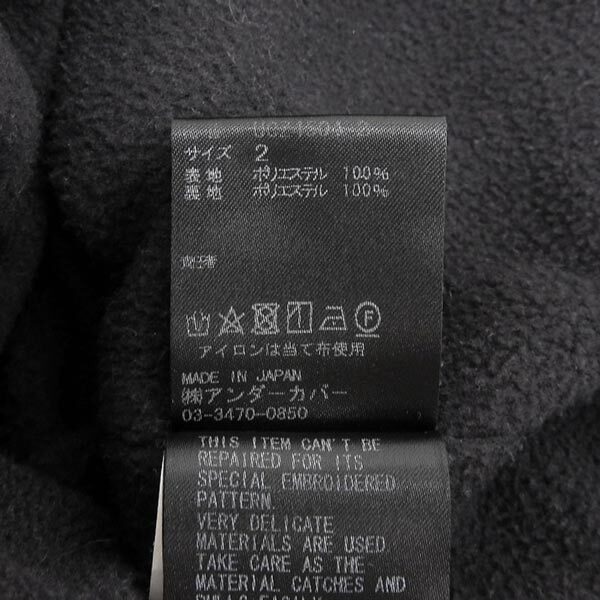 サイズ 2
表 地 ポリエステル 100%
裏 地 ポリエステル 100%
責任者
アイロンは当て布使用
MADE IN JAPAN
㈱アンダーカバー
03-3470-0850
THIS ITEM CAN'T BE
REPAIRED FOR ITS
SPECIAL EMBROIDERED
PATTERN.
VERY DELICATE
MATERIALS ARE USED
TAKE CARE AS THE
MATERIAL CATCHES AND